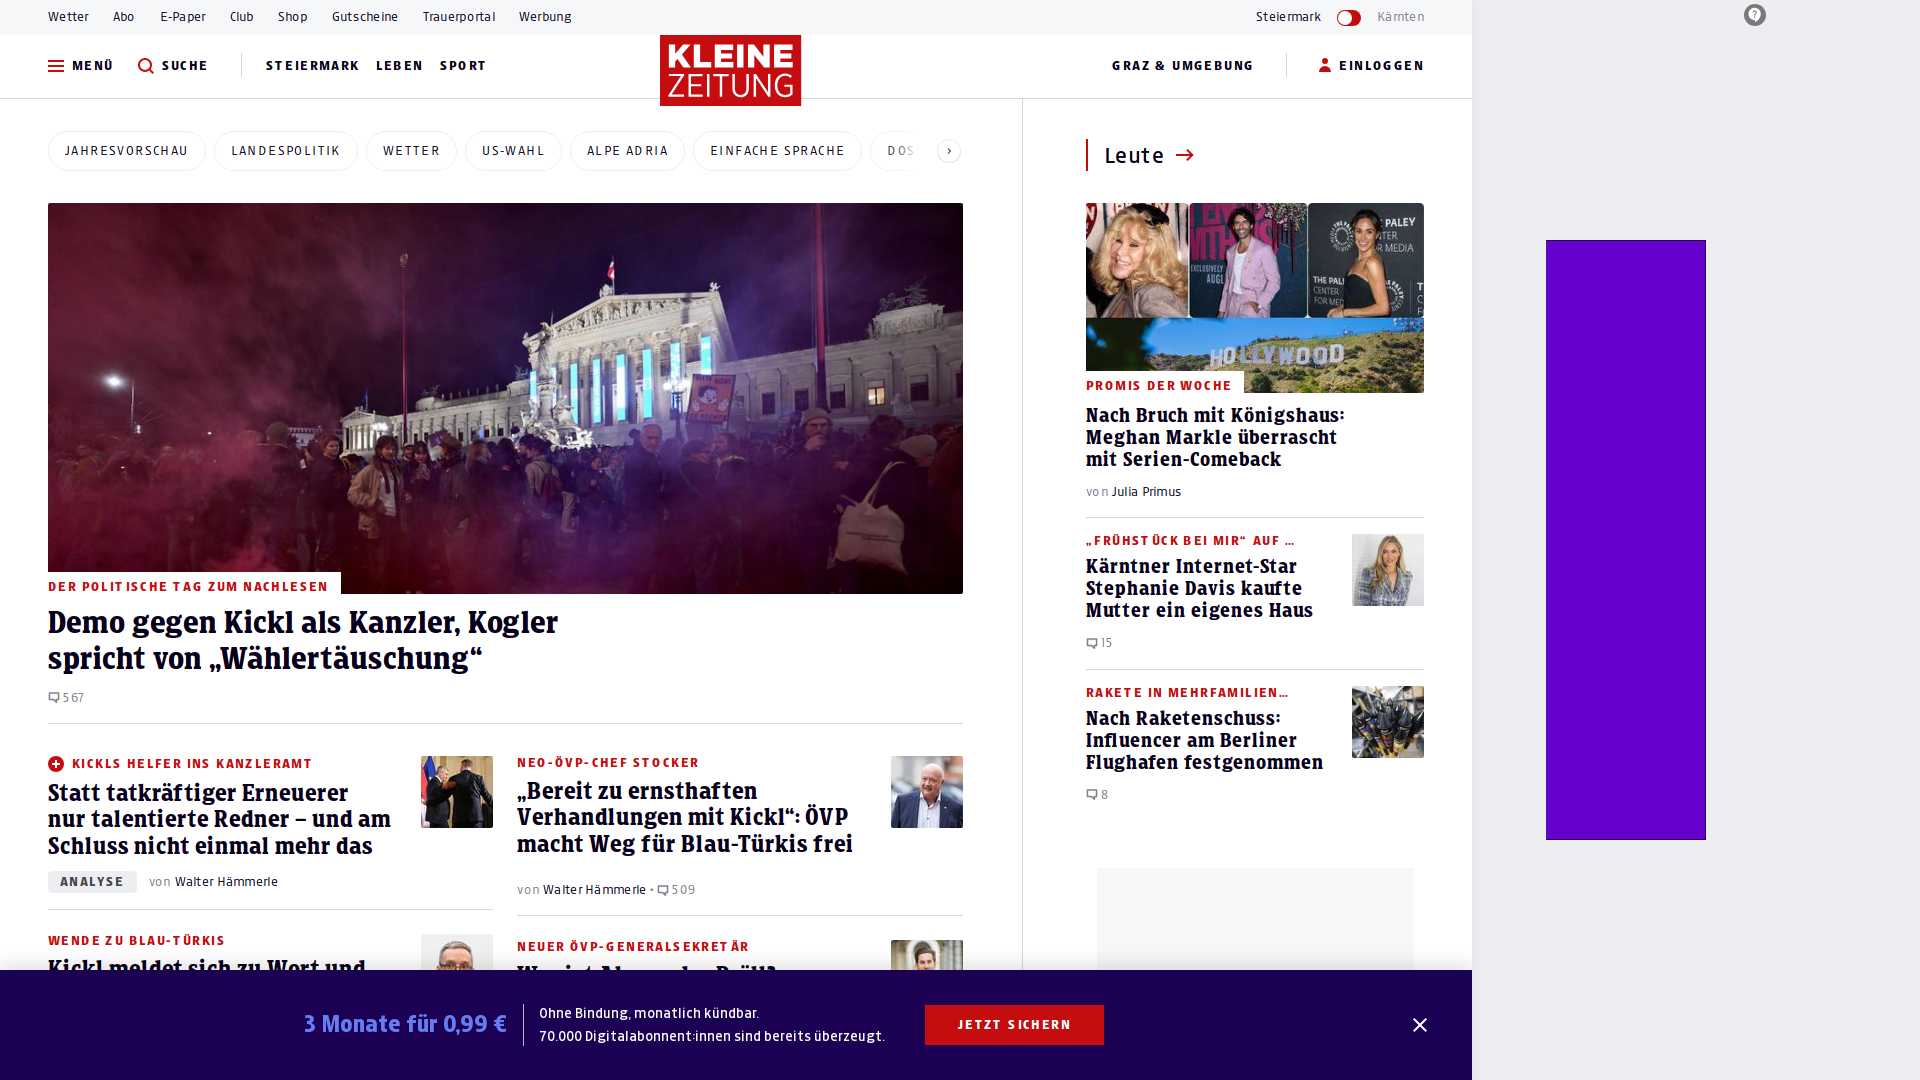 Wetter Abo E-Paper Club Shop Gutscheine Trauerportal Werbung
Steiermark Kärnten
MENÜ SUCHE STEIERMARK LEBEN SPORT
KLEINE
ZEITUNG
GRAZ & UMGEBUNG EINLOGGEN
JAHRESVORSCHAU LANDESPOLITIK WETTER US-WAHL ALPE ADRIA EINFACHE SPRACHE DOS
DER POLITISCHE TAG ZUM NACHLESEN
Demo gegen Kickl als Kanzler, Kogler
spricht von „Wählertäuschung“
567
KICKLS HELFER INS KANZLERAMT
Statt tatkräftiger Erneuerer
nur talentierte Redner – und am
Schluss nicht einmal mehr das
ANALYSE von Walter Hämmerle
NEO-ÖVP-CHEF STOCKER
„Bereit zu ernsthaften
Verhandlungen mit Kickl“: ÖVP
macht Weg für Blau-Türkis frei
von Walter Hämmerle • 509
WENDE ZU BLAU-TÜRKIS
Kickl meldet sich zu Wort und
NEUER ÖVP-GENERALSEKRETÄR
Leute
THE PALEY
CENTER
FOR MEDIA
HOLLYWOOD
PROMIS DER WOCHE
Nach Bruch mit Königshaus:
Meghan Markle überrascht
mit Serien-Comeback
von Julia Primus
„FRÜHSTÜCK BEI MIR“ AUF …
Kärntner Internet-Star
Stephanie Davis kaufte
Mutter ein eigenes Haus
15
RAKETE IN MEHRFAMILIEN…
Nach Raketenschuss:
Influencer am Berliner
Flughafen festgenommen
8
3 Monate für 0,99 €
Ohne Bindung, monatlich kündbar.
70.000 Digitalabonnent:innen sind bereits überzeugt.
JETZT SICHERN